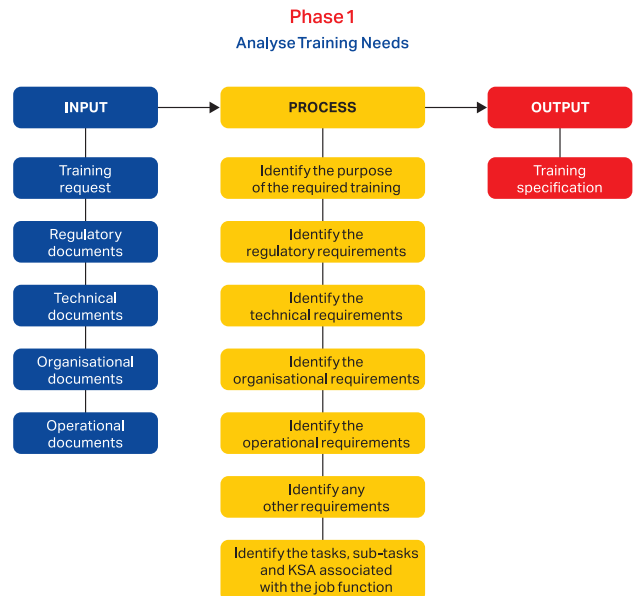 Phase 1
Analyse Training Needs
INPUT
PROCESS
OUTPUT
Training
request
Identify the purpose
of the required training
Training
specification
Regulatory
documents
Identify the
regulatory requirements
Technical
documents
Identify the
technical requirements
Organisational
documents
Identify the
organisational requirements
Operational
documents
Identify the
operational requirements
Identify any
other requirements
Identify the tasks, sub-tasks
and KSA associated
with the job function